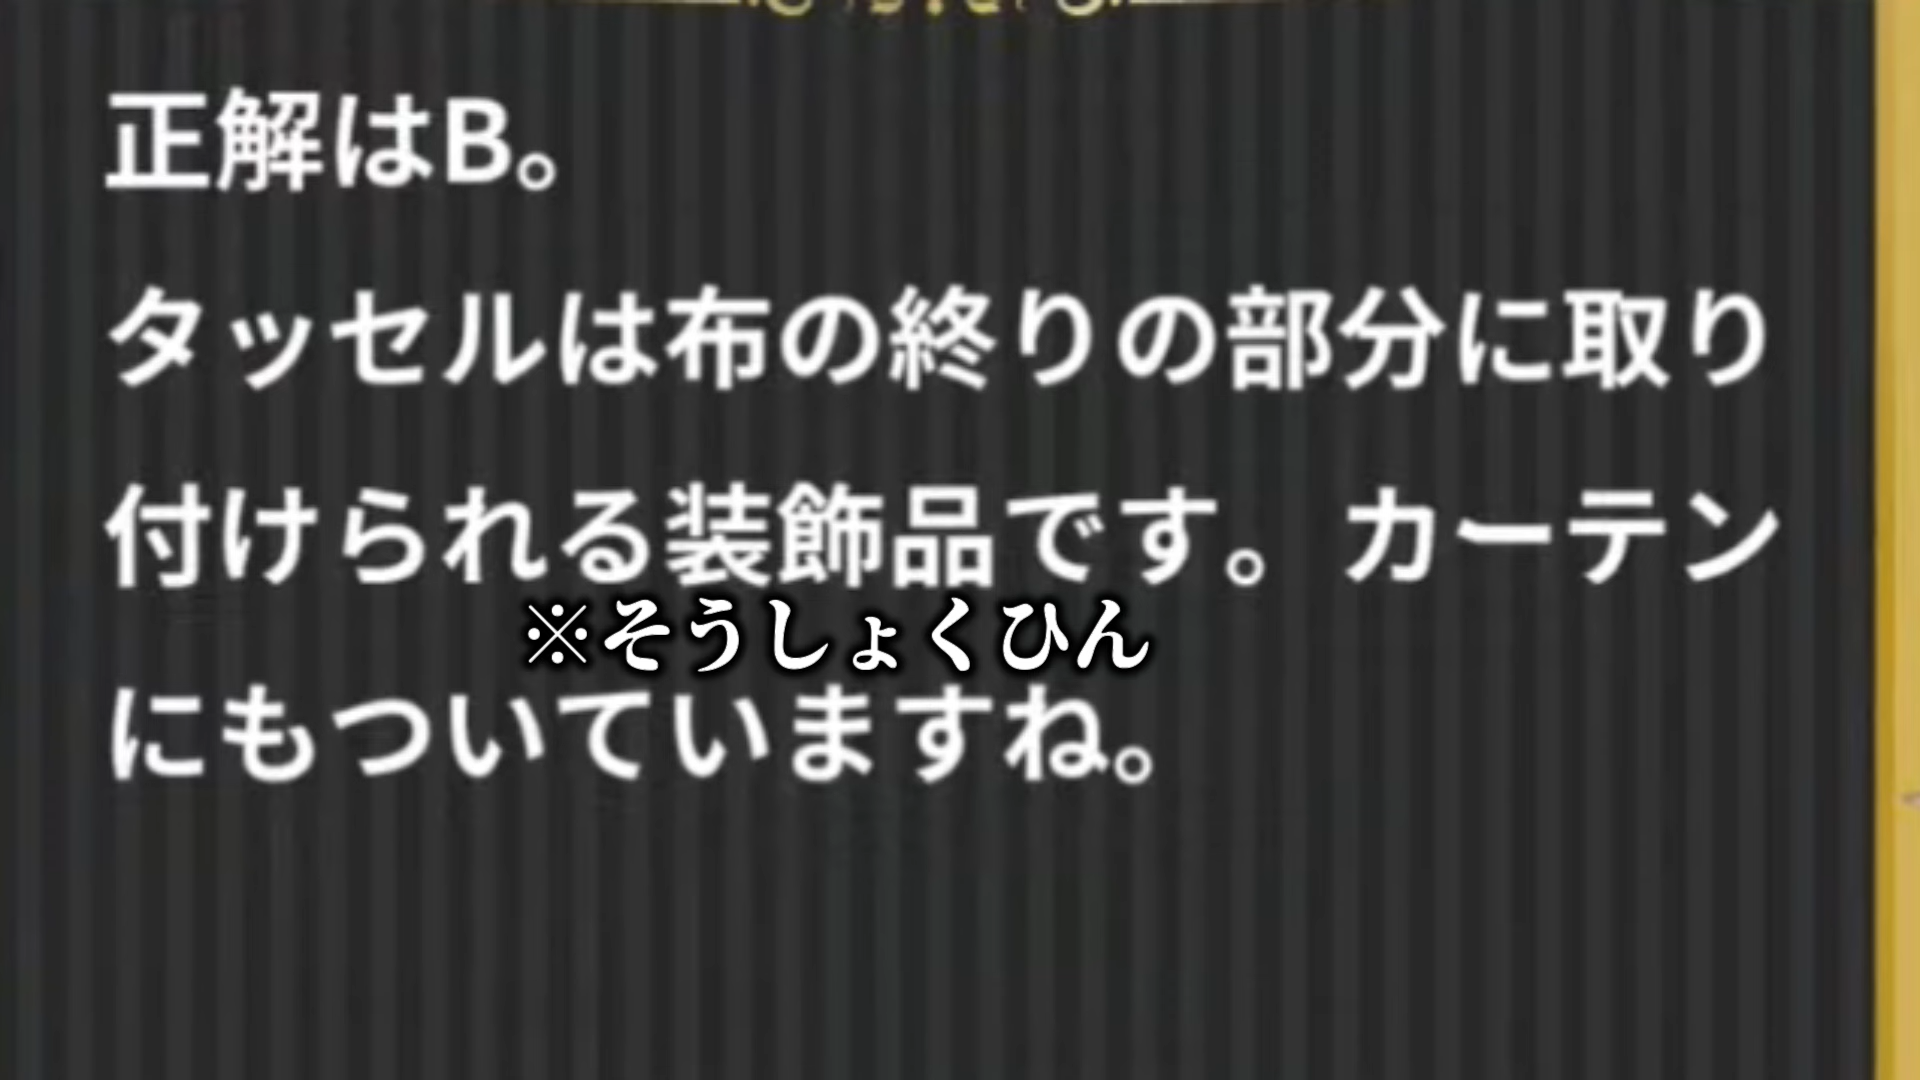 正解はB。
タッセルは布の終りの部分に取り
付けられる装飾品です。カーテン
※そうしょくひん
にもついていますね。